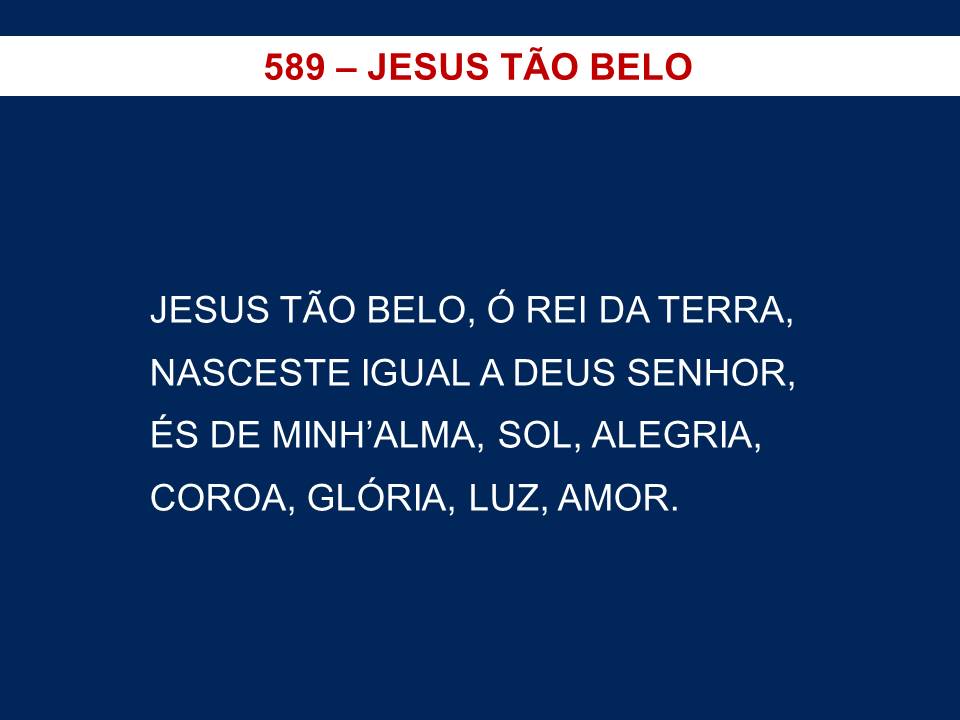 589 – JESUS TÃO BELO
JESUS TÃO BELO, Ó REI DA TERRA,
NASCESTE IGUAL A DEUS SENHOR,
ÉS DE MINH’ALMA, SOL, ALEGRIA,
COROA, GLÓRIA, LUZ, AMOR.